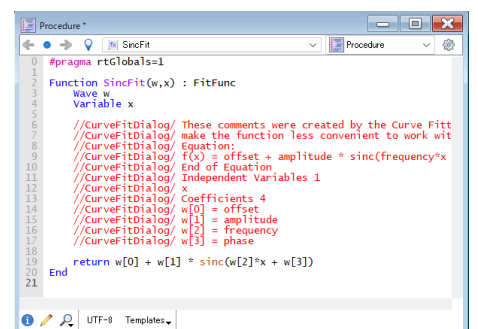 Procedure *
SincFit
Procedure
0 #pragma rtGlobals=1
1
2 Function SincFit(w,x) : FitFunc
3 Wave w
4 Variable x
5
6 //CurveFitDialog/ These comments were created by the Curve Fitt
7 //CurveFitDialog/ make the function less convenient to work wit
8 //CurveFitDialog/ Equation:
9 //CurveFitDialog/ f(x) = offset + amplitude * sinc(frequency*x
10 //CurveFitDialog/ End of Equation
11 //CurveFitDialog/ Independent Variables 1
12 //CurveFitDialog/ x
13 //CurveFitDialog/ Coefficients 4
14 //CurveFitDialog/ w[0] = offset
15 //CurveFitDialog/ w[1] = amplitude
16 //CurveFitDialog/ w[2] = frequency
17 //CurveFitDialog/ w[3] = phase
18
19 return w[0] + w[1] * sinc(w[2]*x + w[3])
20 End
21
UTF-8 Templates